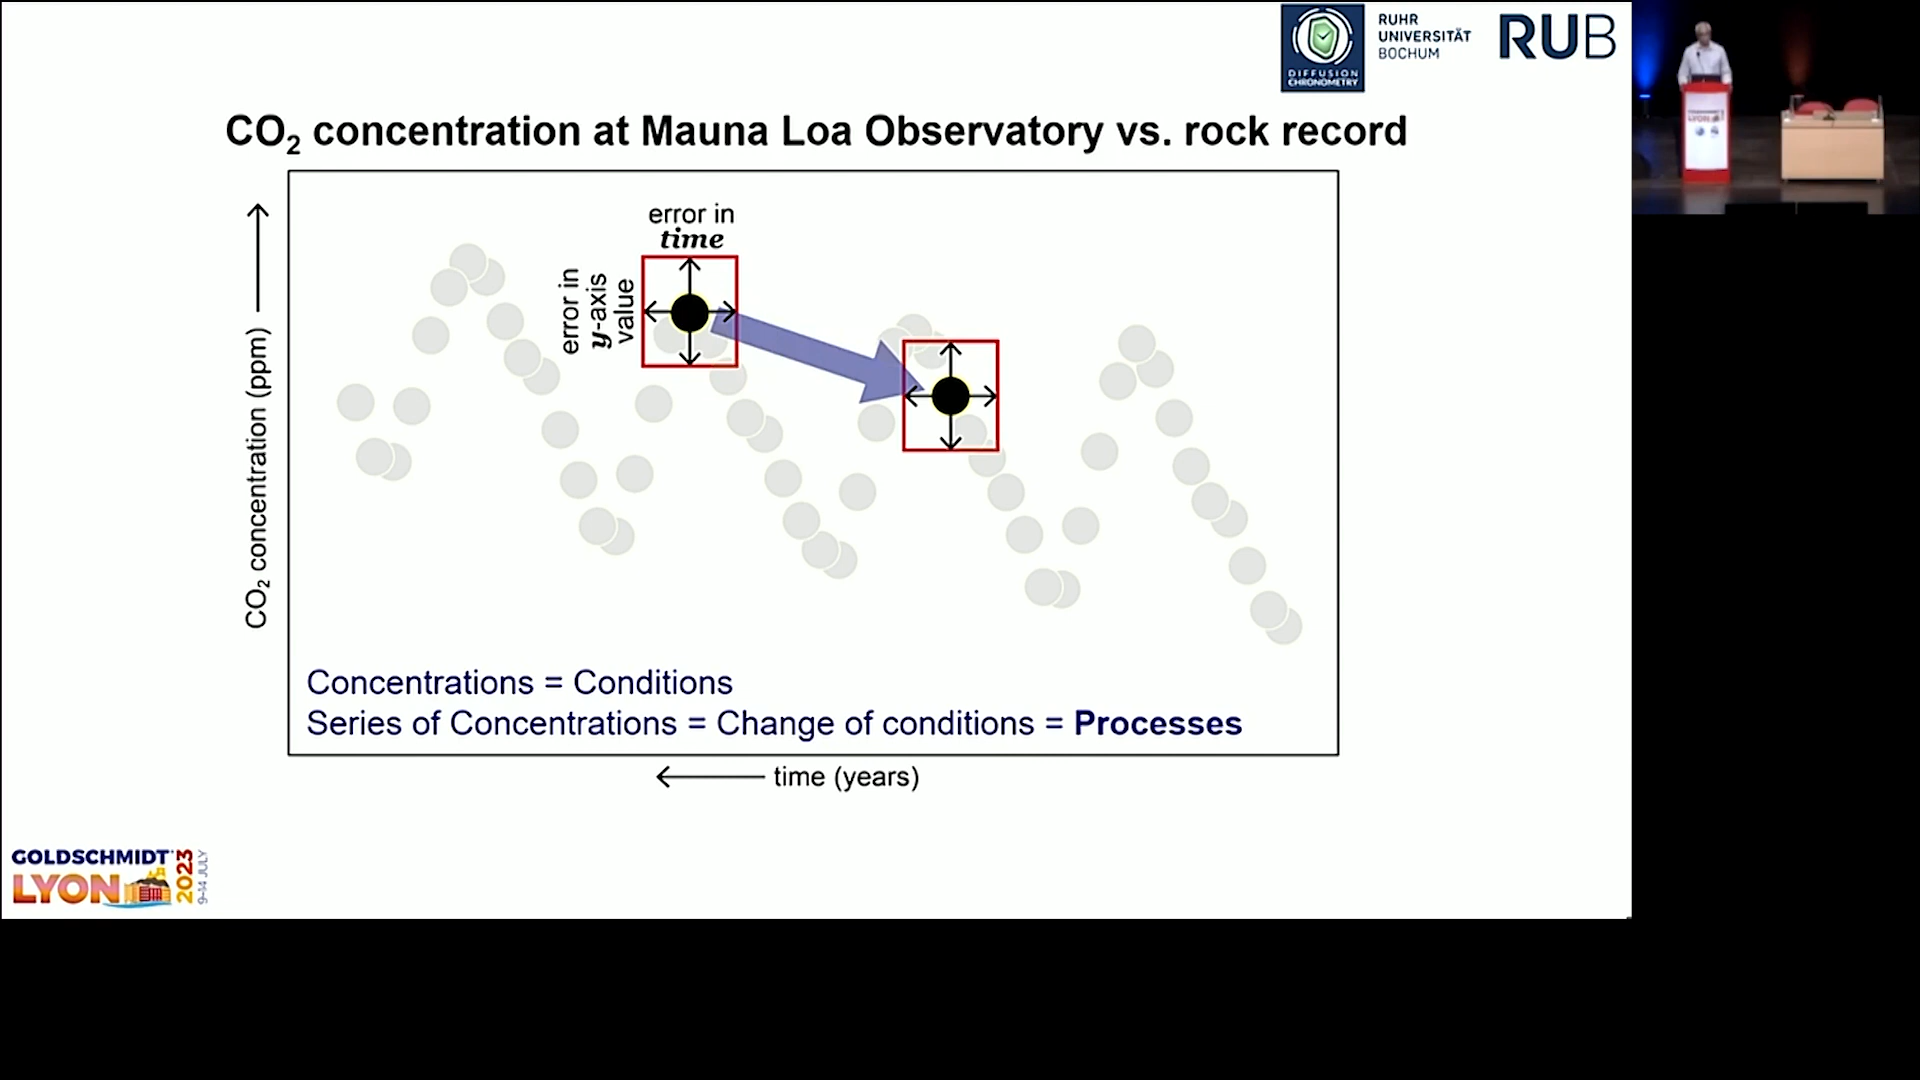 DIFFUSION
CHRONOMETRY
RUHR
UNIVERSITÄT
BOCHUM
RUB
CO₂ concentration at Mauna Loa Observatory vs. rock record
error in
time
error in
y-axis
value
CO₂ concentration (ppm)
Concentrations = Conditions
Series of Concentrations = Change of conditions = Processes
time (years)
GOLDSCHMIDT
LYON
2023
9–14 JULY
LYON